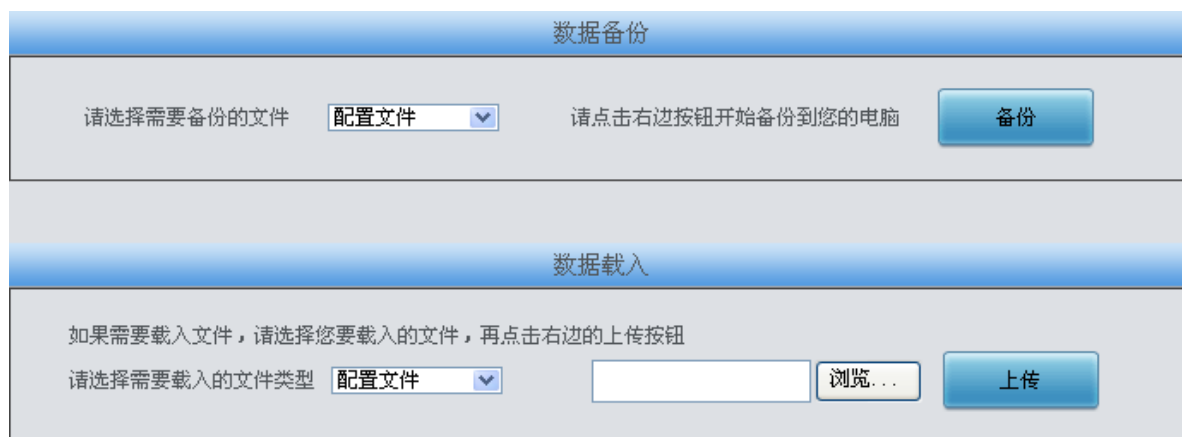 数据备份
请选择需要备份的文件 配置文件 请点击右边按钮开始备份到您的电脑 备份
数据载入
如果需要载入文件，请选择您要载入的文件，再点击右边的上传按钮
请选择需要载入的文件类型 配置文件 浏览... 上传